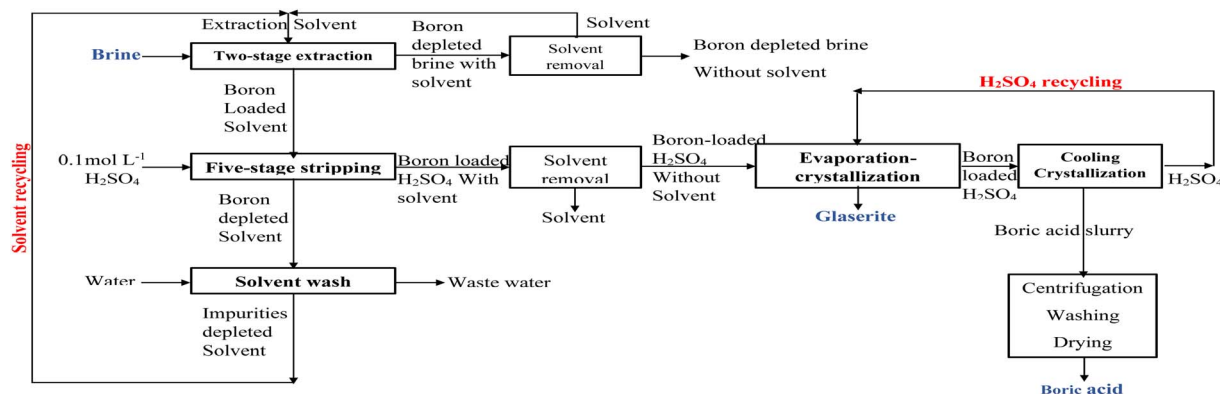 Extraction Solvent
Solvent
Brine
Two-stage extraction
Boron
depleted
brine with
solvent
Solvent
removal
Boron depleted brine
Without solvent
Boron
Loaded
Solvent
H₂SO₄ recycling
Solvent recycling
0.1mol L⁻¹
H₂SO₄
Five-stage stripping
Boron loaded
H₂SO₄ With
solvent
Solvent
removal
Boron-loaded
H₂SO₄
Without
Solvent
Evaporation-
crystallization
Boron
loaded
H₂SO₄
Cooling
Crystallization
H₂SO₄
Boron
depleted
Solvent
Solvent
Glaserite
Boric acid slurry
Water
Solvent wash
Waste water
Impurities
depleted
Solvent
Centrifugation
Washing
Drying
Boric acid